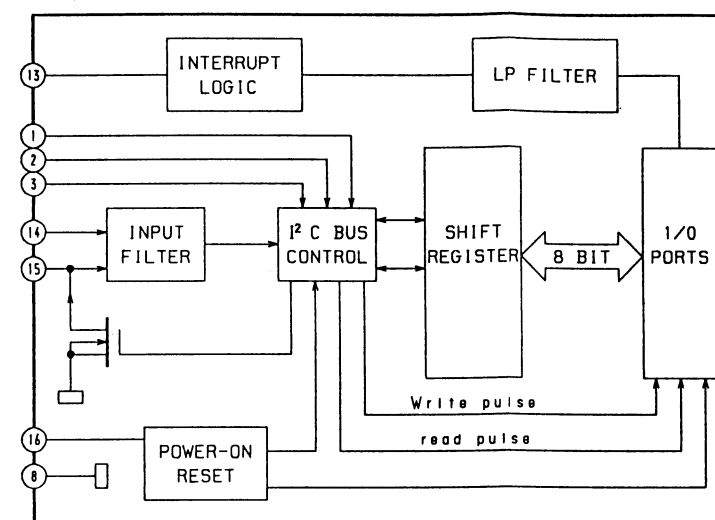 13
INTERRUPT
LOGIC
LP FILTER
1
2
3
14
INPUT
FILTER
I² C BUS
CONTROL
SHIFT
REGISTER
8 BIT
I/O
PORTS
15
Write pulse
16
POWER-ON
RESET
read pulse
8